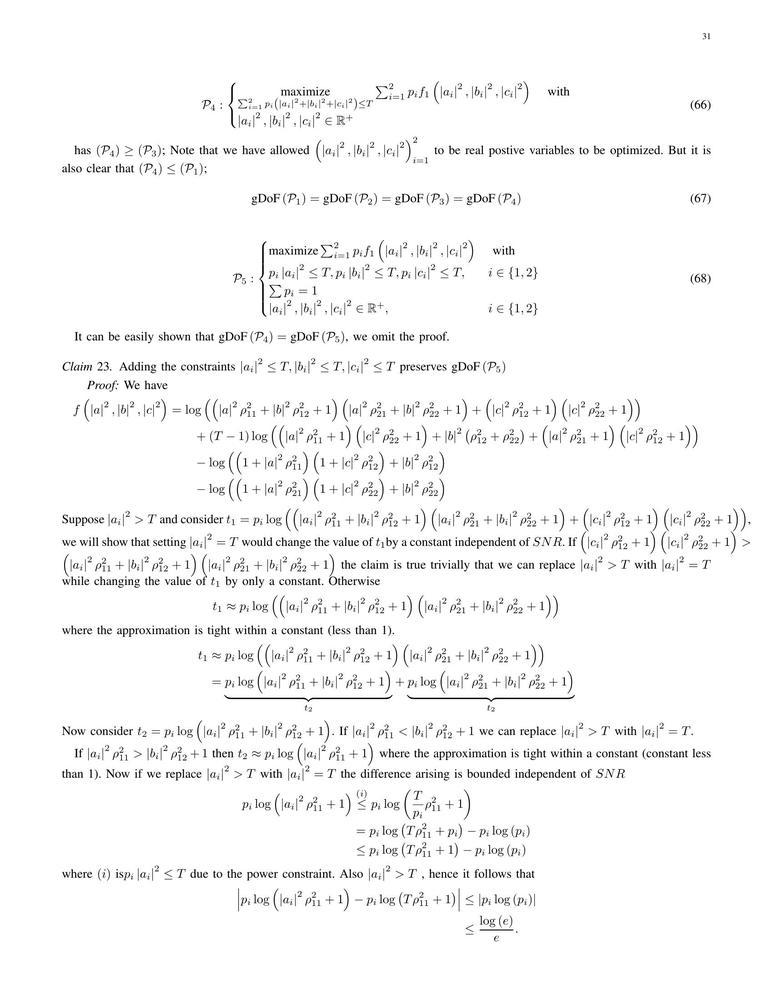 31
$\mathcal{P}_4 : \begin{cases} \underset{\sum_{i=1}^{2} p_i(|a_i|^2+|b_i|^2+|c_i|^2) \leq T}{\text{maximize}} \sum_{i=1}^{2} p_i f_1\left(|a_i|^2, |b_i|^2, |c_i|^2\right) \quad \text{with} \\ |a_i|^2, |b_i|^2, |c_i|^2 \in \mathbb{R}^+ \end{cases}$ (66)
has $(\mathcal{P}_4) \geq (\mathcal{P}_3)$; Note that we have allowed $\left(|a_i|^2, |b_i|^2, |c_i|^2\right)_{i=1}^{2}$ to be real postive variables to be optimized. But it is
also clear that $(\mathcal{P}_4) \leq (\mathcal{P}_1)$;
$\text{gDoF}(\mathcal{P}_1) = \text{gDoF}(\mathcal{P}_2) = \text{gDoF}(\mathcal{P}_3) = \text{gDoF}(\mathcal{P}_4)$ (67)
$\mathcal{P}_5 : \begin{cases} \text{maximize} \sum_{i=1}^{2} p_i f_1\left(|a_i|^2, |b_i|^2, |c_i|^2\right) \quad \text{with} \\ p_i |a_i|^2 \leq T, p_i |b_i|^2 \leq T, p_i |c_i|^2 \leq T, \quad i \in \{1,2\} \\ \sum p_i = 1 \\ |a_i|^2, |b_i|^2, |c_i|^2 \in \mathbb{R}^+, \quad i \in \{1,2\} \end{cases}$ (68)
It can be easily shown that $\text{gDoF}(\mathcal{P}_4) = \text{gDoF}(\mathcal{P}_5)$, we omit the proof.
Claim 23. Adding the constraints $|a_i|^2 \leq T, |b_i|^2 \leq T, |c_i|^2 \leq T$ preserves $\text{gDoF}(\mathcal{P}_5)$
Proof: We have
$f\left(|a|^2, |b|^2, |c|^2\right) = \log\left(\left(|a|^2 \rho_{11}^2 + |b|^2 \rho_{12}^2 + 1\right)\left(|a|^2 \rho_{21}^2 + |b|^2 \rho_{22}^2 + 1\right) + \left(|c|^2 \rho_{12}^2 + 1\right)\left(|c|^2 \rho_{22}^2 + 1\right)\right)$
$+ (T-1) \log\left(\left(|a|^2 \rho_{11}^2 + 1\right)\left(|c|^2 \rho_{22}^2 + 1\right) + |b|^2 \left(\rho_{12}^2 + \rho_{22}^2\right) + \left(|a|^2 \rho_{21}^2 + 1\right)\left(|c|^2 \rho_{12}^2 + 1\right)\right)$
$- \log\left(\left(1 + |a|^2 \rho_{11}^2\right)\left(1 + |c|^2 \rho_{12}^2\right) + |b|^2 \rho_{12}^2\right)$
$- \log\left(\left(1 + |a|^2 \rho_{21}^2\right)\left(1 + |c|^2 \rho_{22}^2\right) + |b|^2 \rho_{22}^2\right)$
Suppose $|a_i|^2 > T$ and consider $t_1 = p_i \log\left(\left(|a_i|^2 \rho_{11}^2 + |b_i|^2 \rho_{12}^2 + 1\right)\left(|a_i|^2 \rho_{21}^2 + |b_i|^2 \rho_{22}^2 + 1\right) + \left(|c_i|^2 \rho_{12}^2 + 1\right)\left(|c_i|^2 \rho_{22}^2 + 1\right)\right)$,
we will show that setting $|a_i|^2 = T$ would change the value of $t_1$by a constant independent of $SNR$. If $\left(|c_i|^2 \rho_{12}^2 + 1\right)\left(|c_i|^2 \rho_{22}^2 + 1\right) >$
$\left(|a_i|^2 \rho_{11}^2 + |b_i|^2 \rho_{12}^2 + 1\right)\left(|a_i|^2 \rho_{21}^2 + |b_i|^2 \rho_{22}^2 + 1\right)$ the claim is true trivially that we can replace $|a_i|^2 > T$ with $|a_i|^2 = T$
while changing the value of $t_1$ by only a constant. Otherwise
$t_1 \approx p_i \log\left(\left(|a_i|^2 \rho_{11}^2 + |b_i|^2 \rho_{12}^2 + 1\right)\left(|a_i|^2 \rho_{21}^2 + |b_i|^2 \rho_{22}^2 + 1\right)\right)$
where the approximation is tight within a constant (less than 1).
$t_1 \approx p_i \log\left(\left(|a_i|^2 \rho_{11}^2 + |b_i|^2 \rho_{12}^2 + 1\right)\left(|a_i|^2 \rho_{21}^2 + |b_i|^2 \rho_{22}^2 + 1\right)\right)$
$= \underbrace{p_i \log\left(|a_i|^2 \rho_{11}^2 + |b_i|^2 \rho_{12}^2 + 1\right)}_{t_2} + \underbrace{p_i \log\left(|a_i|^2 \rho_{21}^2 + |b_i|^2 \rho_{22}^2 + 1\right)}_{t_2}$
Now consider $t_2 = p_i \log\left(|a_i|^2 \rho_{11}^2 + |b_i|^2 \rho_{12}^2 + 1\right)$. If $|a_i|^2 \rho_{11}^2 < |b_i|^2 \rho_{12}^2 + 1$ we can replace $|a_i|^2 > T$ with $|a_i|^2 = T$.
If $|a_i|^2 \rho_{11}^2 > |b_i|^2 \rho_{12}^2 + 1$ then $t_2 \approx p_i \log\left(|a_i|^2 \rho_{11}^2 + 1\right)$ where the approximation is tight within a constant (constant less
than 1). Now if we replace $|a_i|^2 > T$ with $|a_i|^2 = T$ the difference arising is bounded independent of $SNR$
$p_i \log\left(|a_i|^2 \rho_{11}^2 + 1\right) \overset{(i)}{\leq} p_i \log\left(\frac{T}{p_i} \rho_{11}^2 + 1\right)$
$= p_i \log\left(T\rho_{11}^2 + p_i\right) - p_i \log(p_i)$
$\leq p_i \log\left(T\rho_{11}^2 + 1\right) - p_i \log(p_i)$
where $(i)$ is$p_i |a_i|^2 \leq T$ due to the power constraint. Also $|a_i|^2 > T$ , hence it follows that
$\left|p_i \log\left(|a_i|^2 \rho_{11}^2 + 1\right) - p_i \log\left(T\rho_{11}^2 + 1\right)\right| \leq |p_i \log(p_i)|$
$\leq \frac{\log(e)}{e}.$